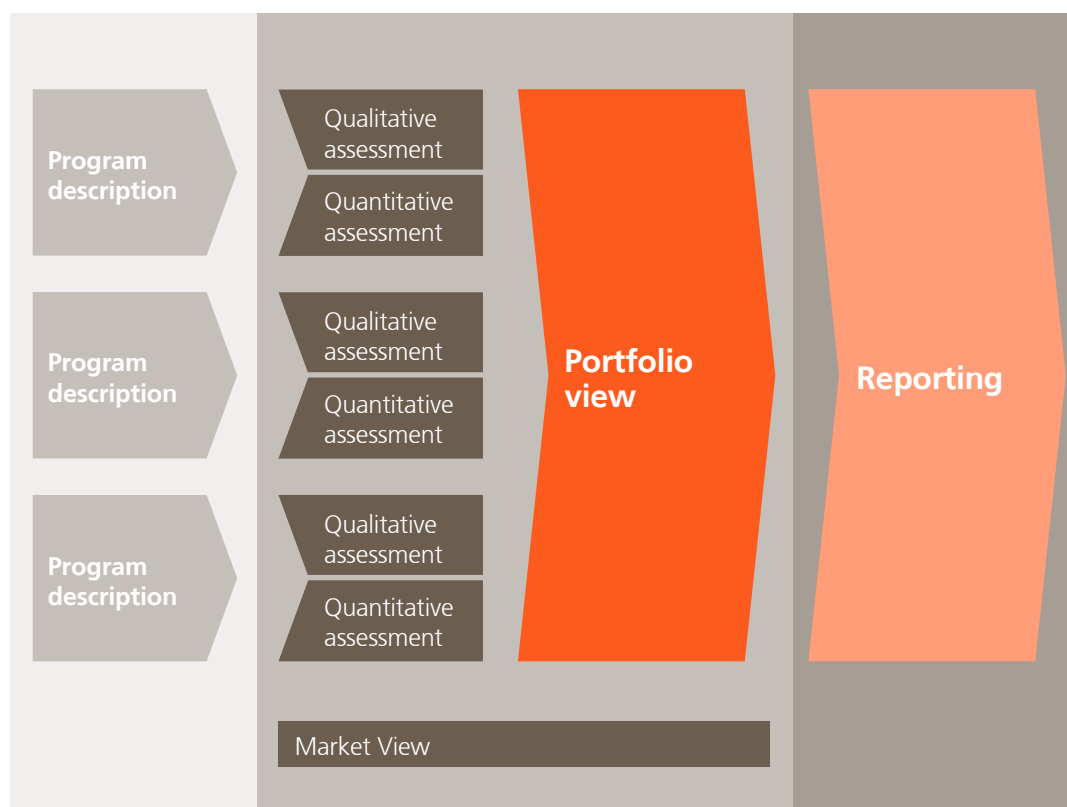 Program
description
Qualitative
assessment
Quantitative
assessment
Program
description
Qualitative
assessment
Quantitative
assessment
Program
description
Qualitative
assessment
Quantitative
assessment
Portfolio
view
Reporting
Market View